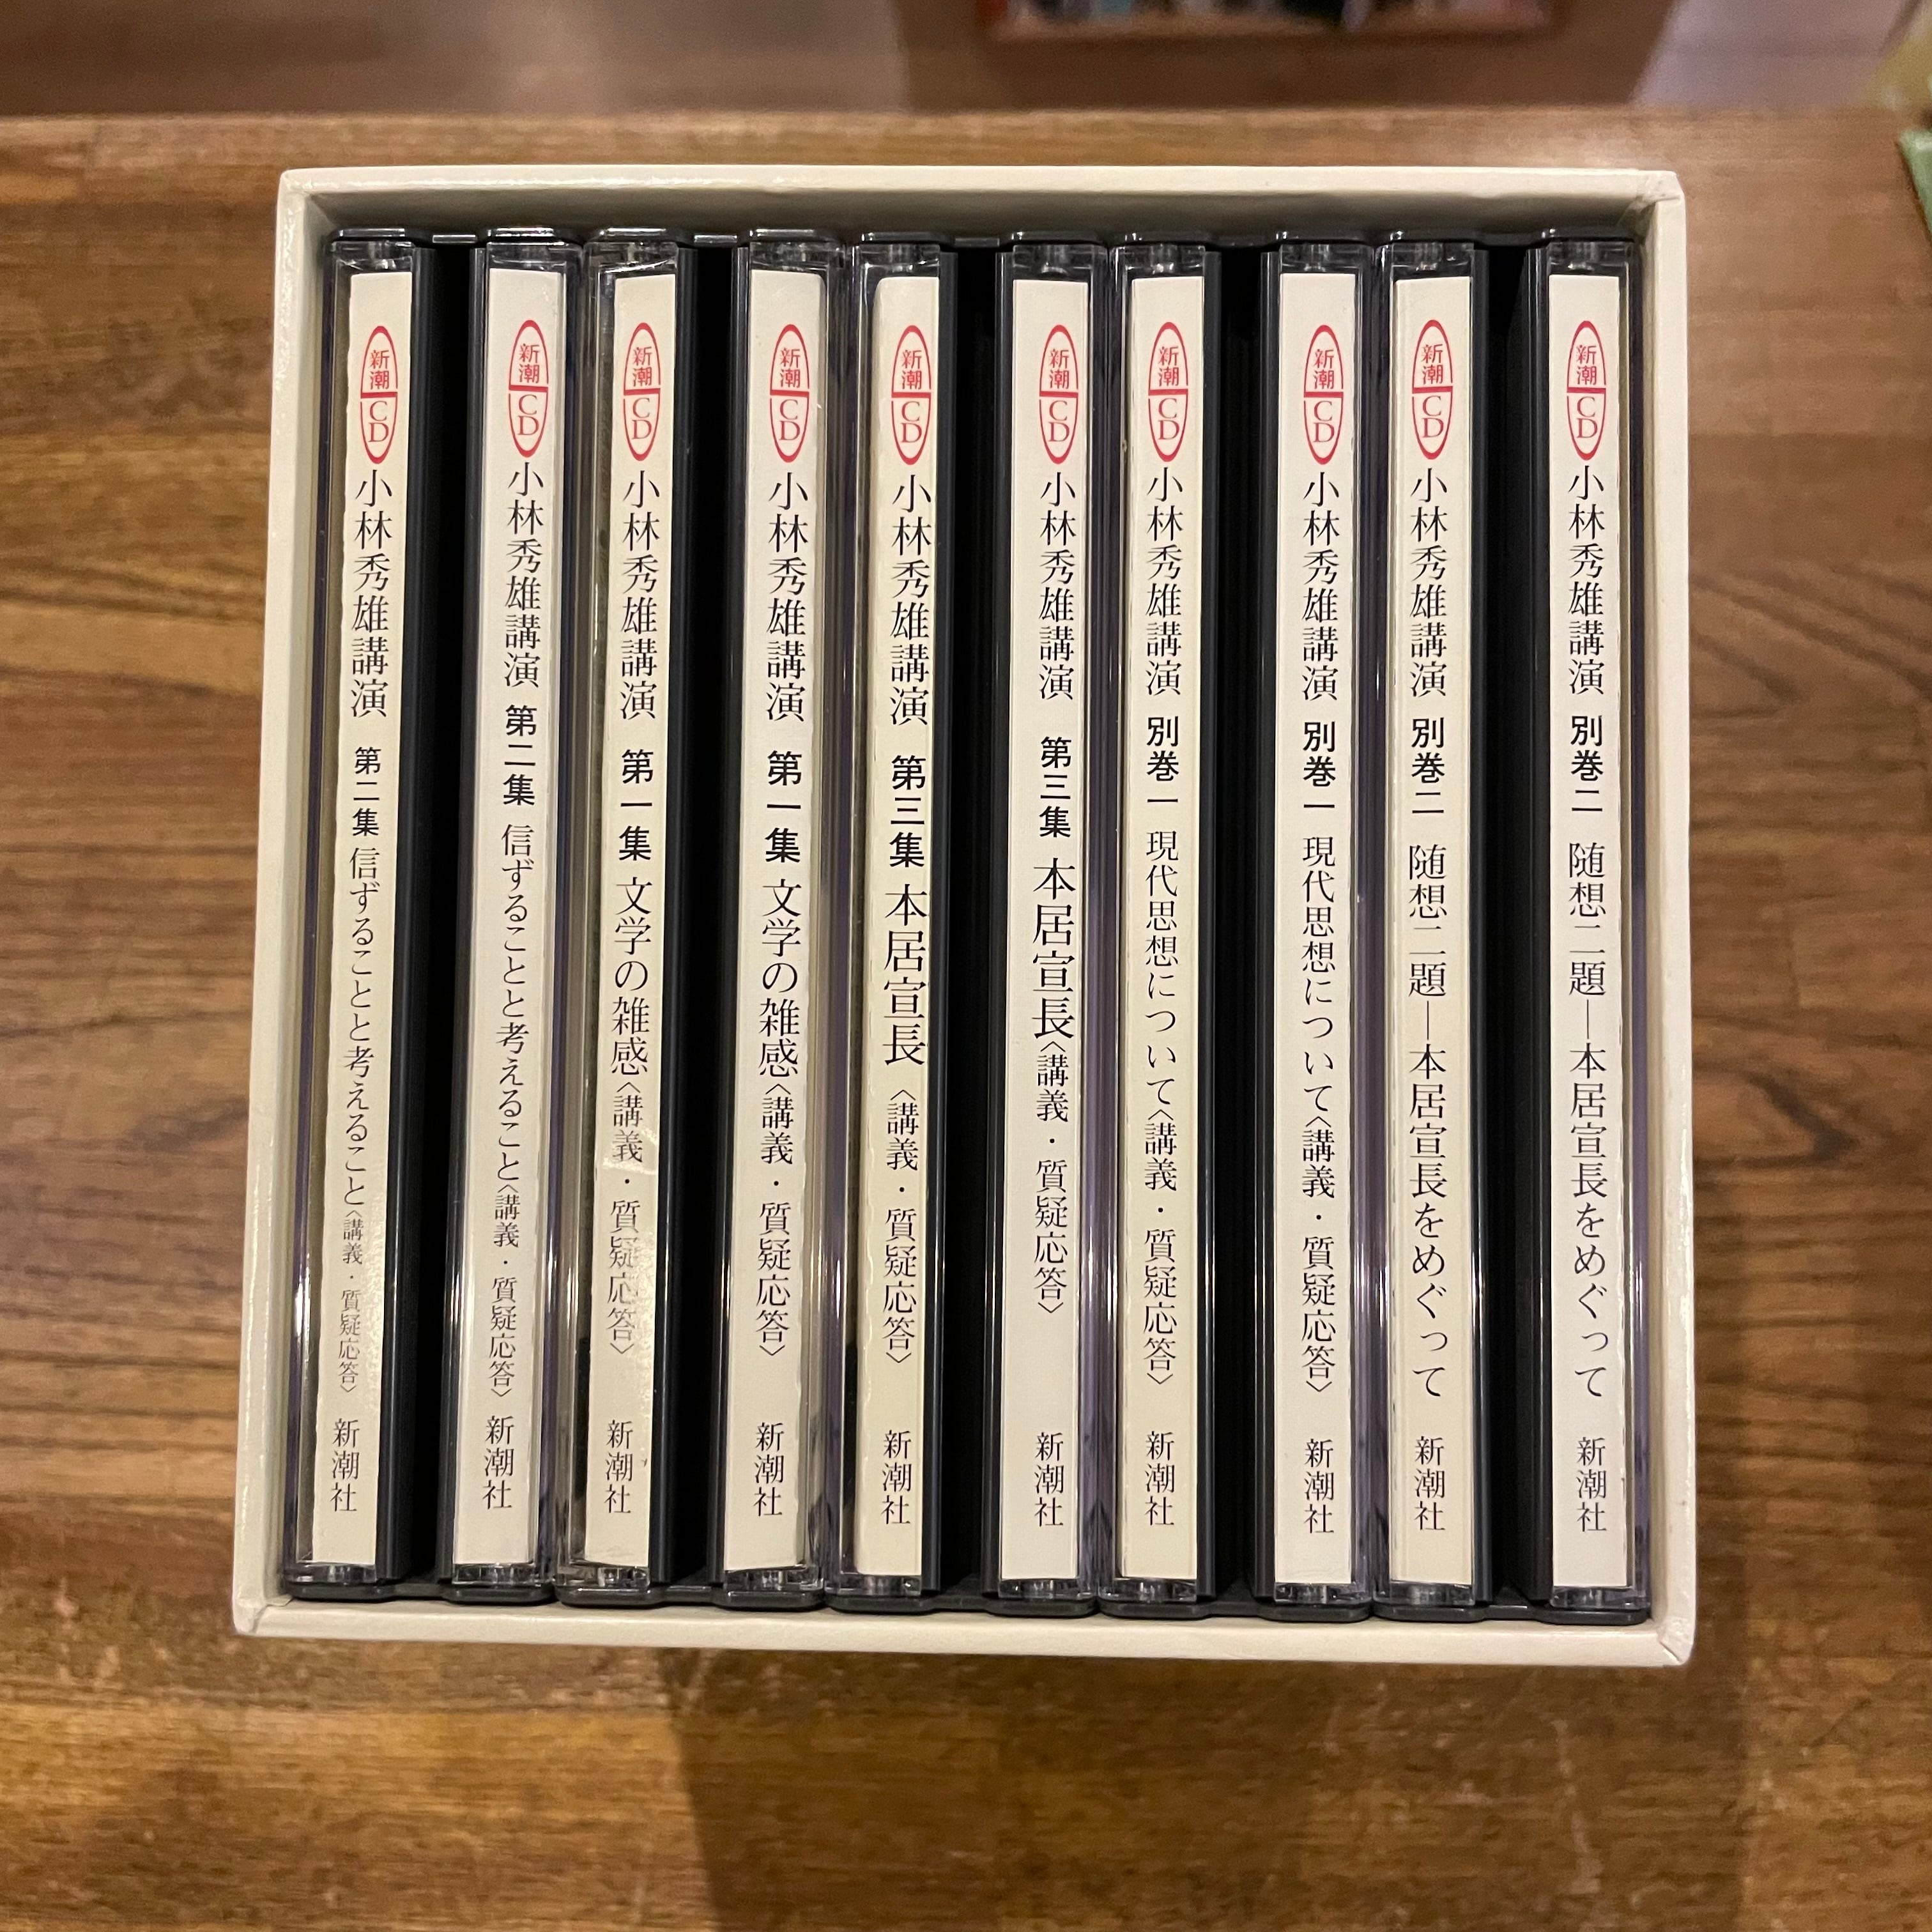 新潮CD 小林秀雄講演 第二集 信ずることと考えること〈講義・質疑応答〉 新潮社
新潮CD 小林秀雄講演 第二集 信ずることと考えること〈講義・質疑応答〉 新潮社
新潮CD 小林秀雄講演 第一集 文学の雑感〈講義・質疑応答〉 新潮社
新潮CD 小林秀雄講演 第一集 文学の雑感〈講義・質疑応答〉 新潮社
新潮CD 小林秀雄講演 第三集 本居宣長〈講義・質疑応答〉 新潮社
新潮CD 小林秀雄講演 第三集 本居宣長〈講義・質疑応答〉 新潮社
新潮CD 小林秀雄講演 別巻一 現代思想について〈講義・質疑応答〉 新潮社
新潮CD 小林秀雄講演 別巻一 現代思想について〈講義・質疑応答〉 新潮社
新潮CD 小林秀雄講演 別巻二 随想二題―本居宣長をめぐって 新潮社
新潮CD 小林秀雄講演 別巻二 随想二題―本居宣長をめぐって 新潮社